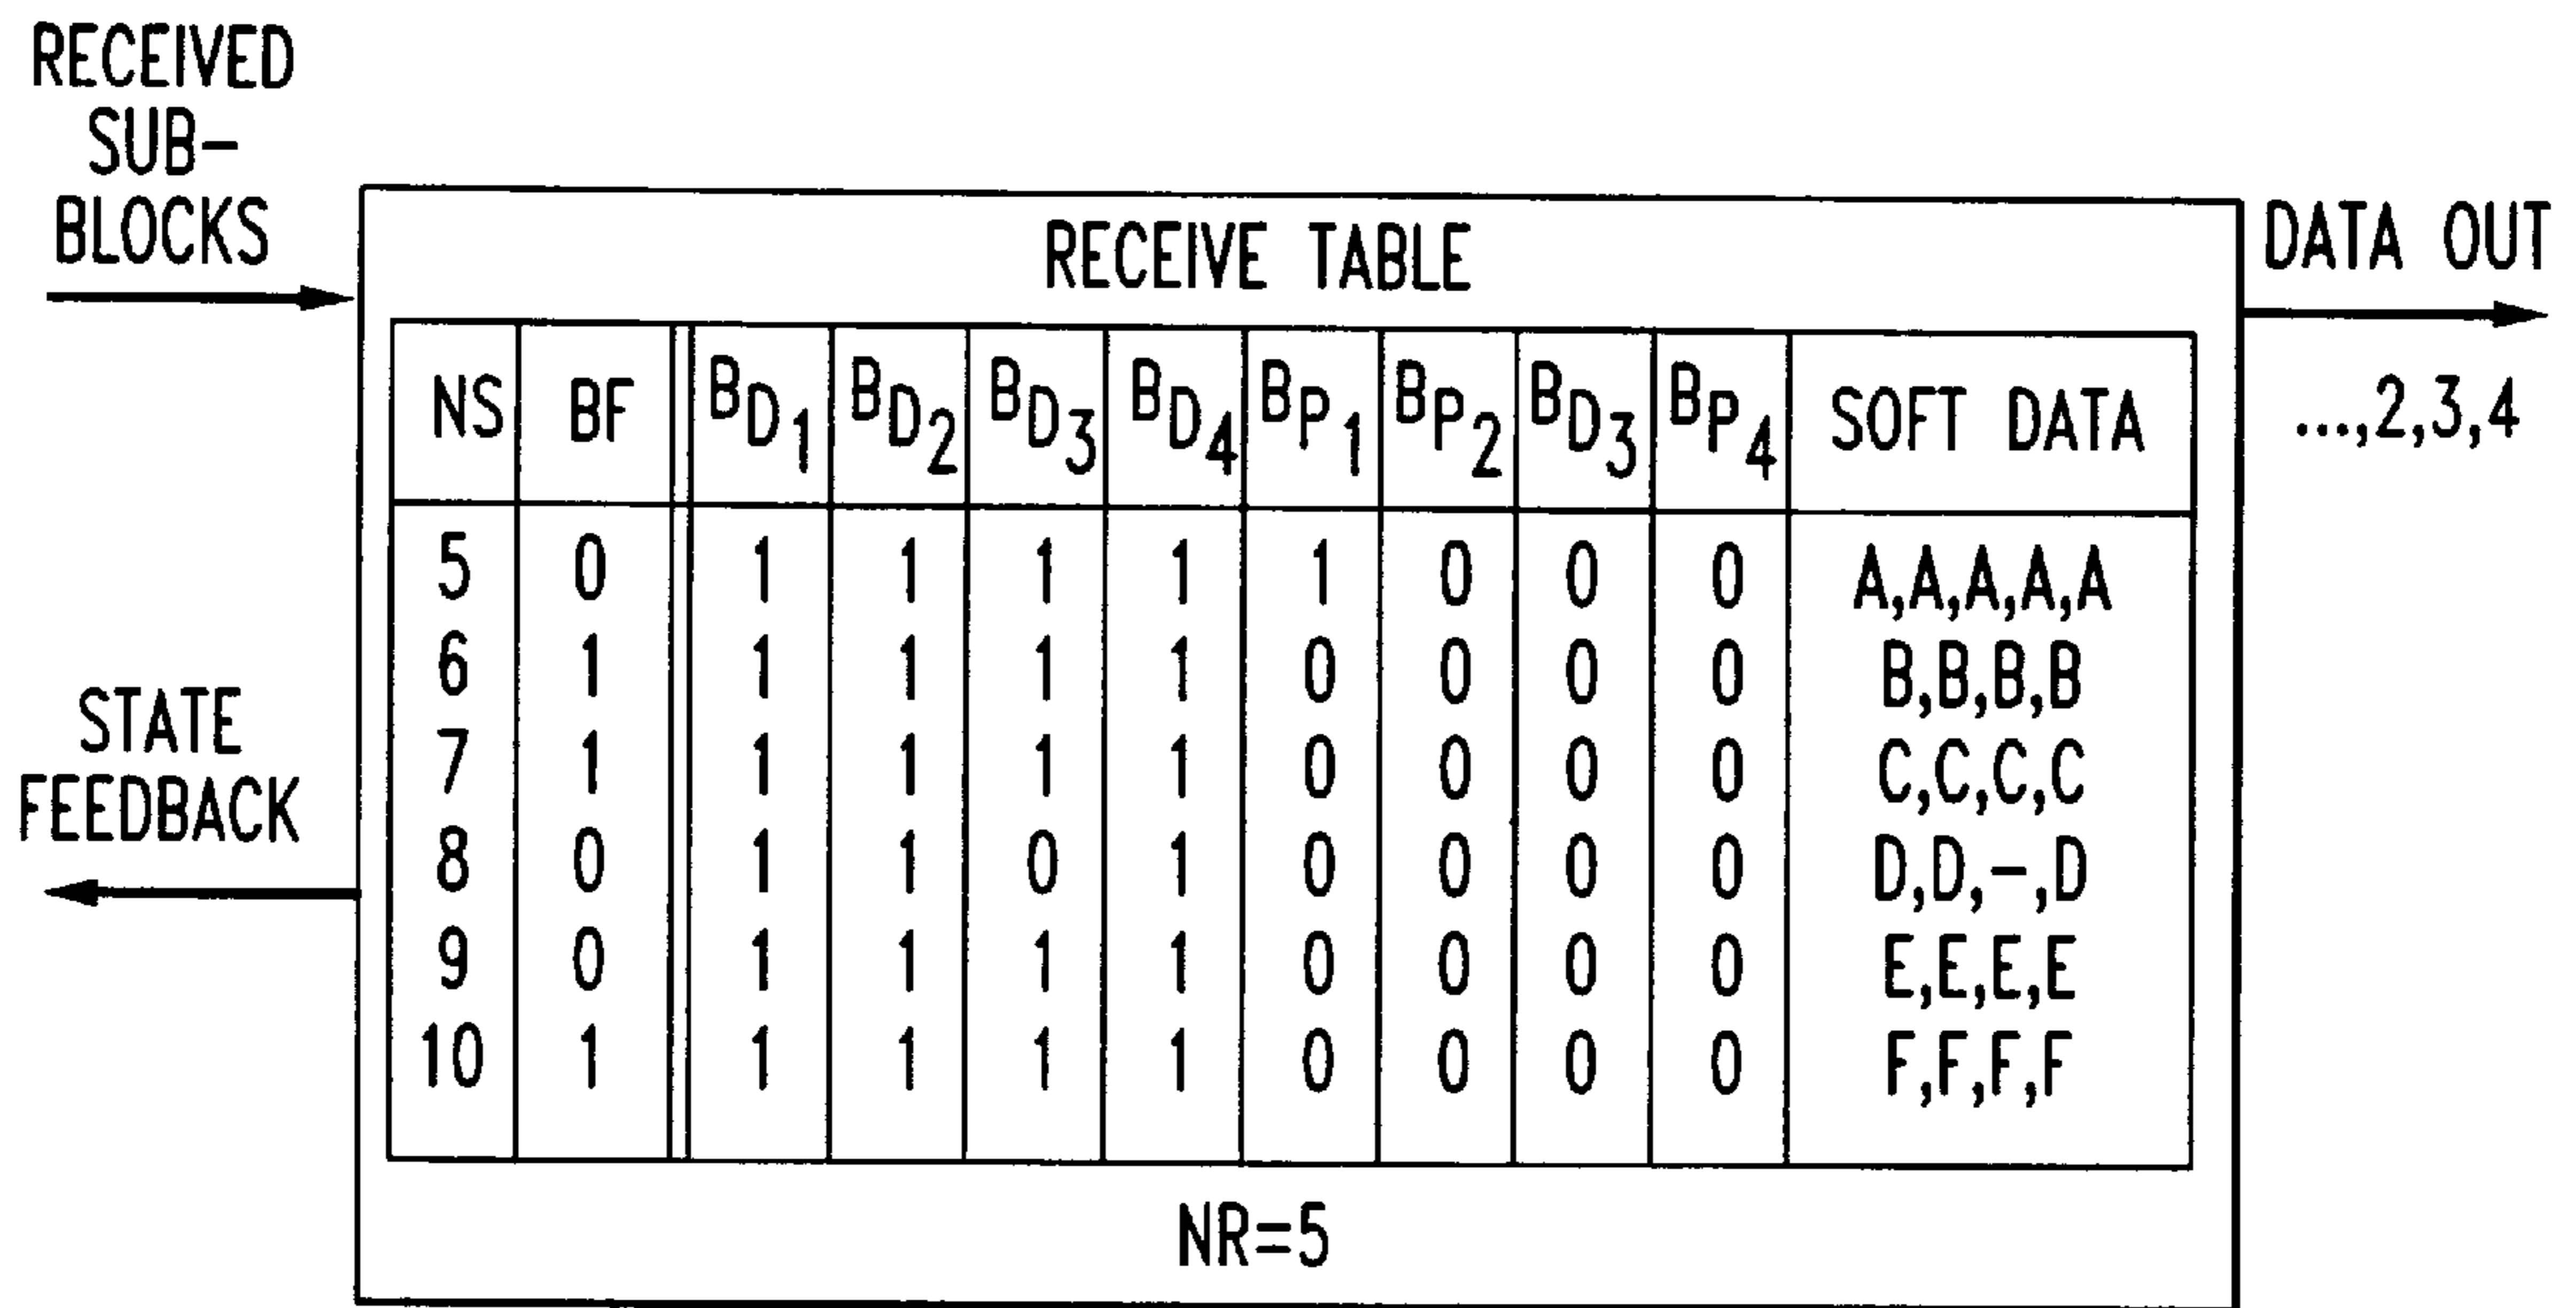 RECEIVED
SUB-
BLOCKS
RECEIVE TABLE
DATA OUT
...,2,3,4
NS BF BD1 BD2 BD3 BD4 BP1 BP2 BD3 BP4 SOFT DATA
5 0 1 1 1 1 1 0 0 0 A,A,A,A,A
6 1 1 1 1 1 0 0 0 0 B,B,B,B
7 1 1 1 1 1 0 0 0 0 C,C,C,C
8 0 1 1 0 1 0 0 0 0 D,D,-,D
9 0 1 1 1 1 0 0 0 0 E,E,E,E
10 1 1 1 1 1 0 0 0 0 F,F,F,F
STATE
FEEDBACK
NR=5